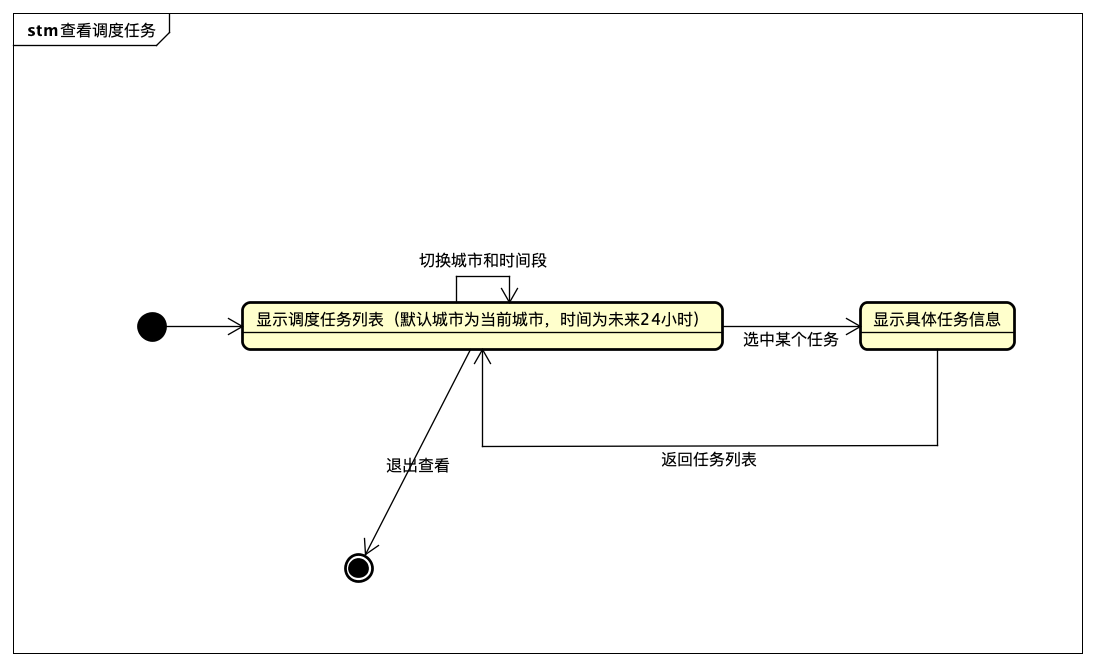 stm 查看调度任务
切换城市和时间段
显示调度任务列表（默认城市为当前城市，时间为未来24小时）
显示具体任务信息
选中某个任务
返回任务列表
退出查看